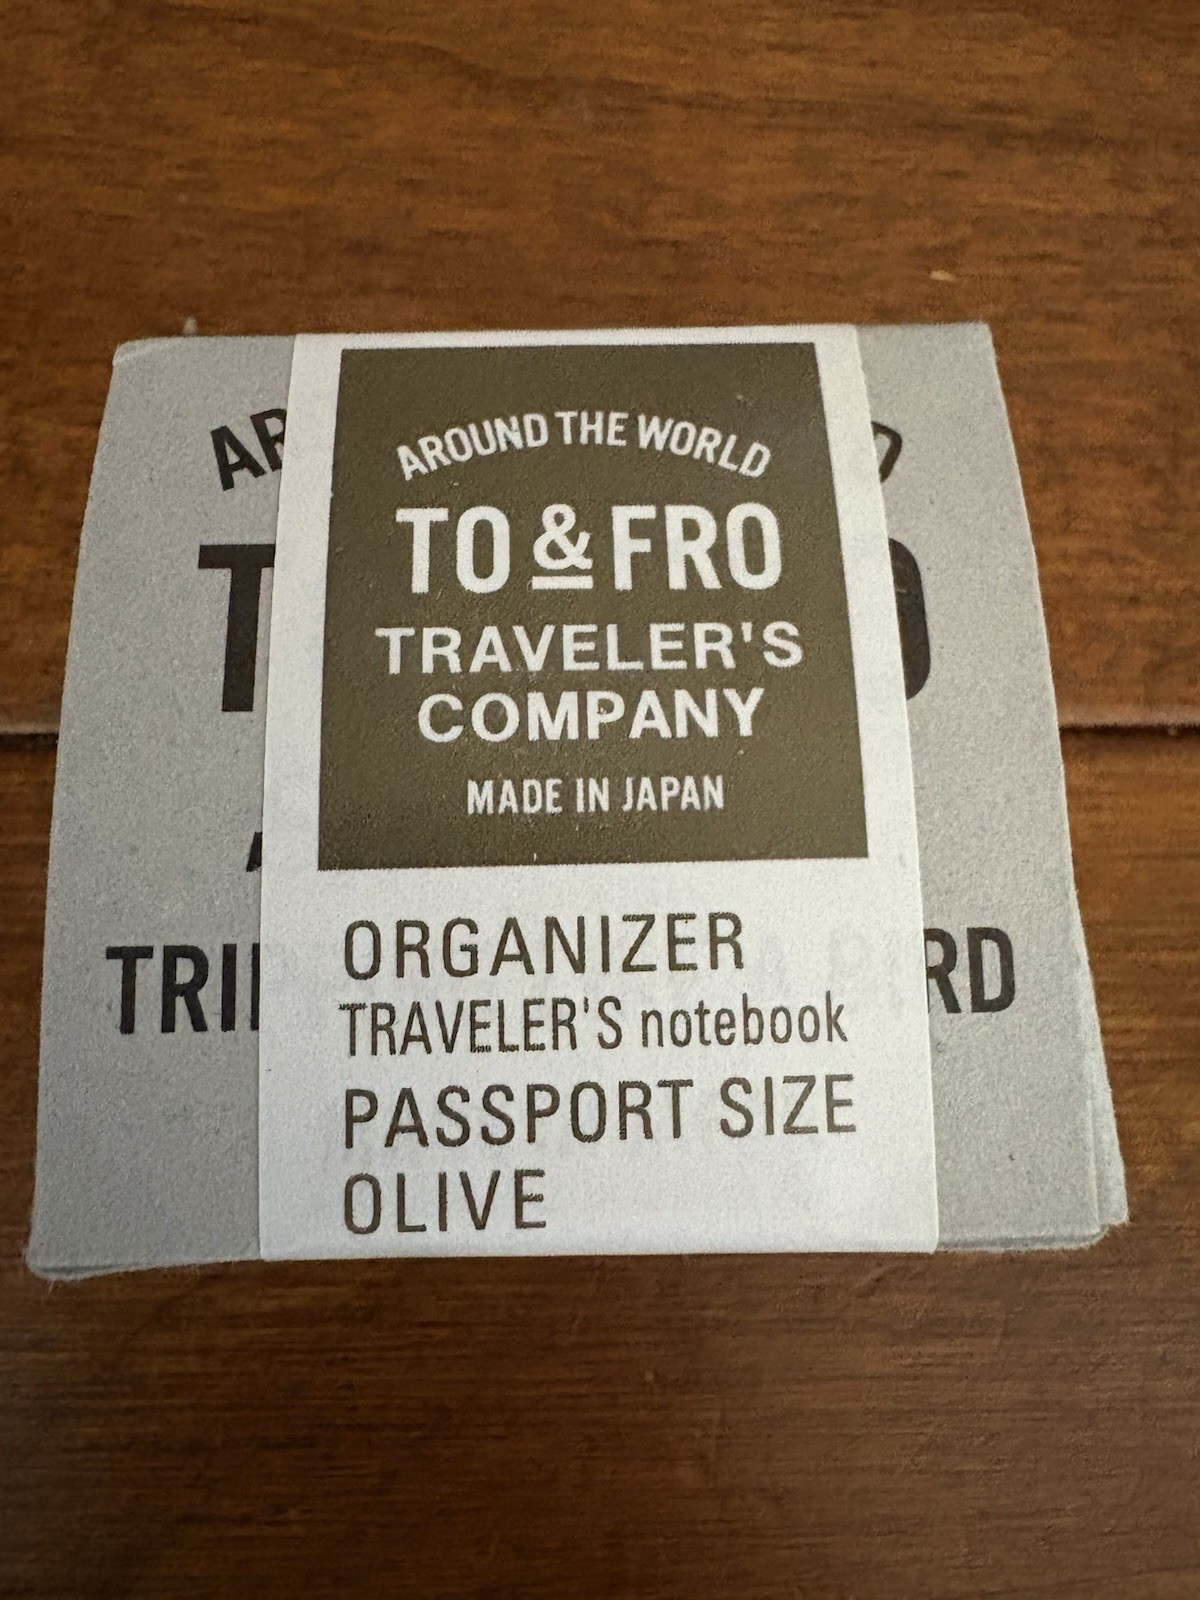 AROUND THE WORLD
TO & FRO
TRAVELER'S
COMPANY
MADE IN JAPAN
ORGANIZER
TRAVELER'S notebook
PASSPORT SIZE
OLIVE